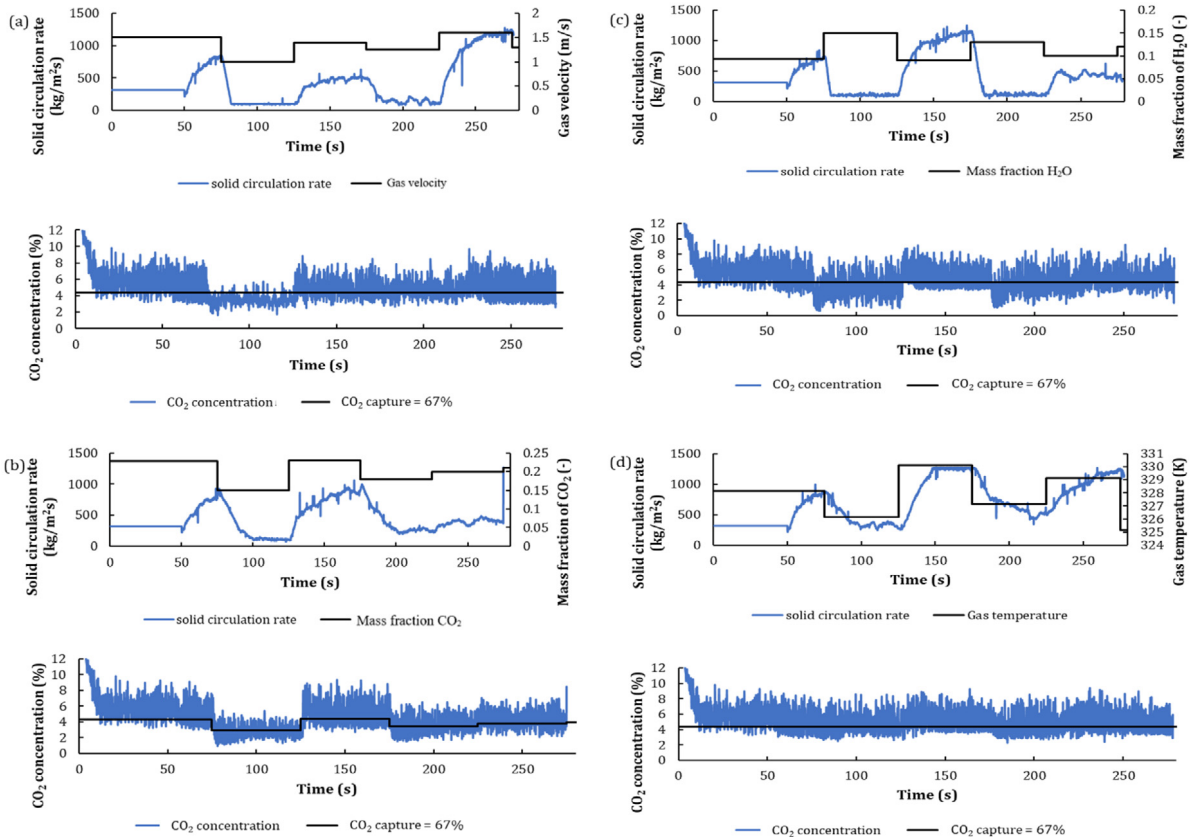 (a)
Solid circulation rate
(kg/m²s)
1500
1000
500
0
2
1.5
1
0.5
0
Gas velocity (m/s)
0 50 100 150 200 250
Time (s)
solid circulation rate Gas velocity
CO₂ concentration (%)
12
10
8
6
4
2
0
0 50 100 150 200 250
Time (s)
CO₂ concentration CO₂ capture = 67%
(b)
Solid circulation rate
(kg/m²s)
1500
1000
500
0
0.25
0.2
0.15
0.1
0.05
0
Mass fraction of CO₂ (-)
0 50 100 150 200 250
Time (s)
solid circulation rate Mass fraction CO₂
CO₂ concentration (%)
12
10
8
6
4
2
0
0 50 100 150 200 250
Time (s)
CO₂ concentration CO₂ capture = 67%
(c)
Solid circulation rate
(kg/m²s)
1500
1000
500
0
0.2
0.15
0.1
0.05
0
Mass fraction of H₂O (-)
0 50 100 150 200 250
Time (s)
solid circulation rate Mass fraction H₂O
CO₂ concentration (%)
12
10
8
6
4
2
0
0 50 100 150 200 250
Time (s)
CO₂ concentration CO₂ capture = 67%
(d)
Solid circulation rate
(kg/m²s)
1500
1000
500
0
331
330
329
328
327
326
325
324
Gas temperature (K)
0 50 100 150 200 250
Time (s)
solid circulation rate Gas temperature
CO₂ concentration (%)
12
10
8
6
4
2
0
0 50 100 150 200 250
Time (s)
CO₂ concentration CO₂ capture = 67%